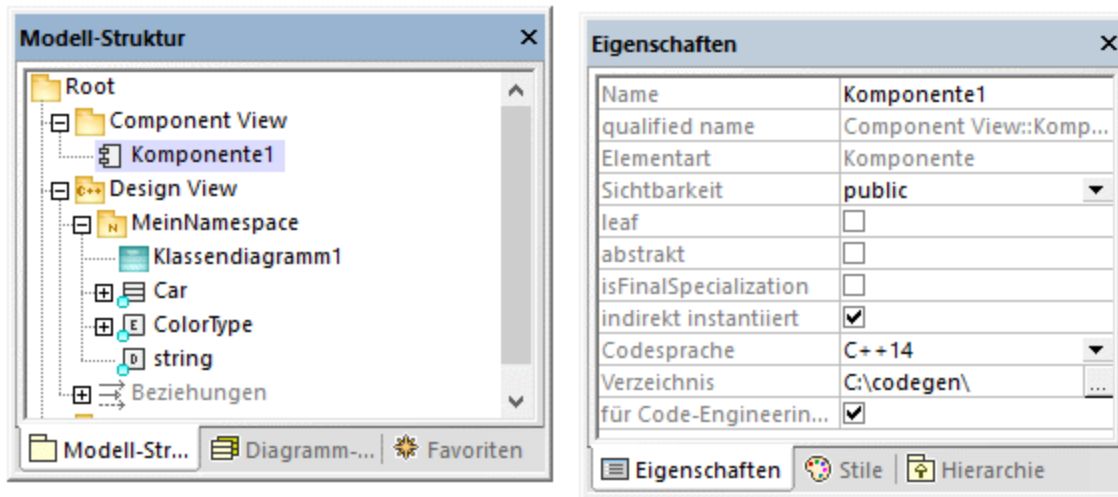 Modell-Struktur
Root
Component View
Komponente1
C++ Design View
N MeinNamespace
Klassendiagramm1
Car
E ColorType
D string
Beziehungen
Modell-Str... Diagramm-... Favoriten
Eigenschaften
Name Komponente1
qualified name Component View::Komp...
Elementart Komponente
Sichtbarkeit public
leaf
abstrakt
isFinalSpecialization
indirekt instantiiert
Codesprache C++14
Verzeichnis C:\codegen\ ...
für Code-Engineerin...
Eigenschaften Stile Hierarchie